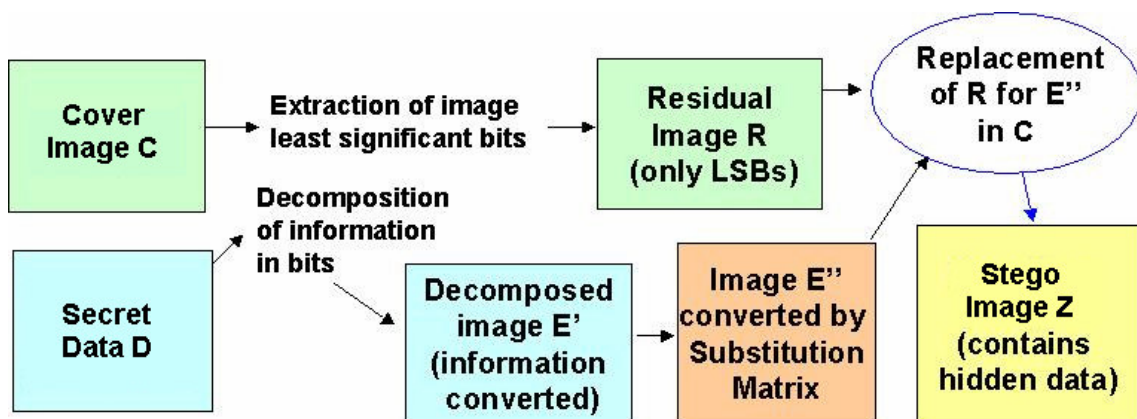 Cover
Image C
Extraction of image
least significant bits
Residual
Image R
(only LSBs)
Replacement
of R for E’’
in C
Secret
Data D
Decomposition
of information
in bits
Decomposed
image E’
(information
converted)
Image E’’
converted by
Substitution
Matrix
Stego
Image Z
(contains
hidden data)